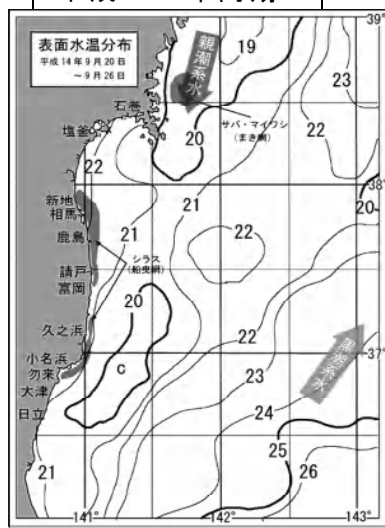 表面水温分布
平成14年9月20日
～9月26日
親潮系水
39°
19
23
石巻
塩釜
20
サバ・マイワシ
(まき網)
22
22
38°
新地
相馬
21
20
鹿島
21
22
シラス
(船曳網)
請戸
富岡
20
久之浜
22
小名浜
37°
勿来
C
23
黒潮系水
大津
24
日立
25
21
26
141°
142°
143°